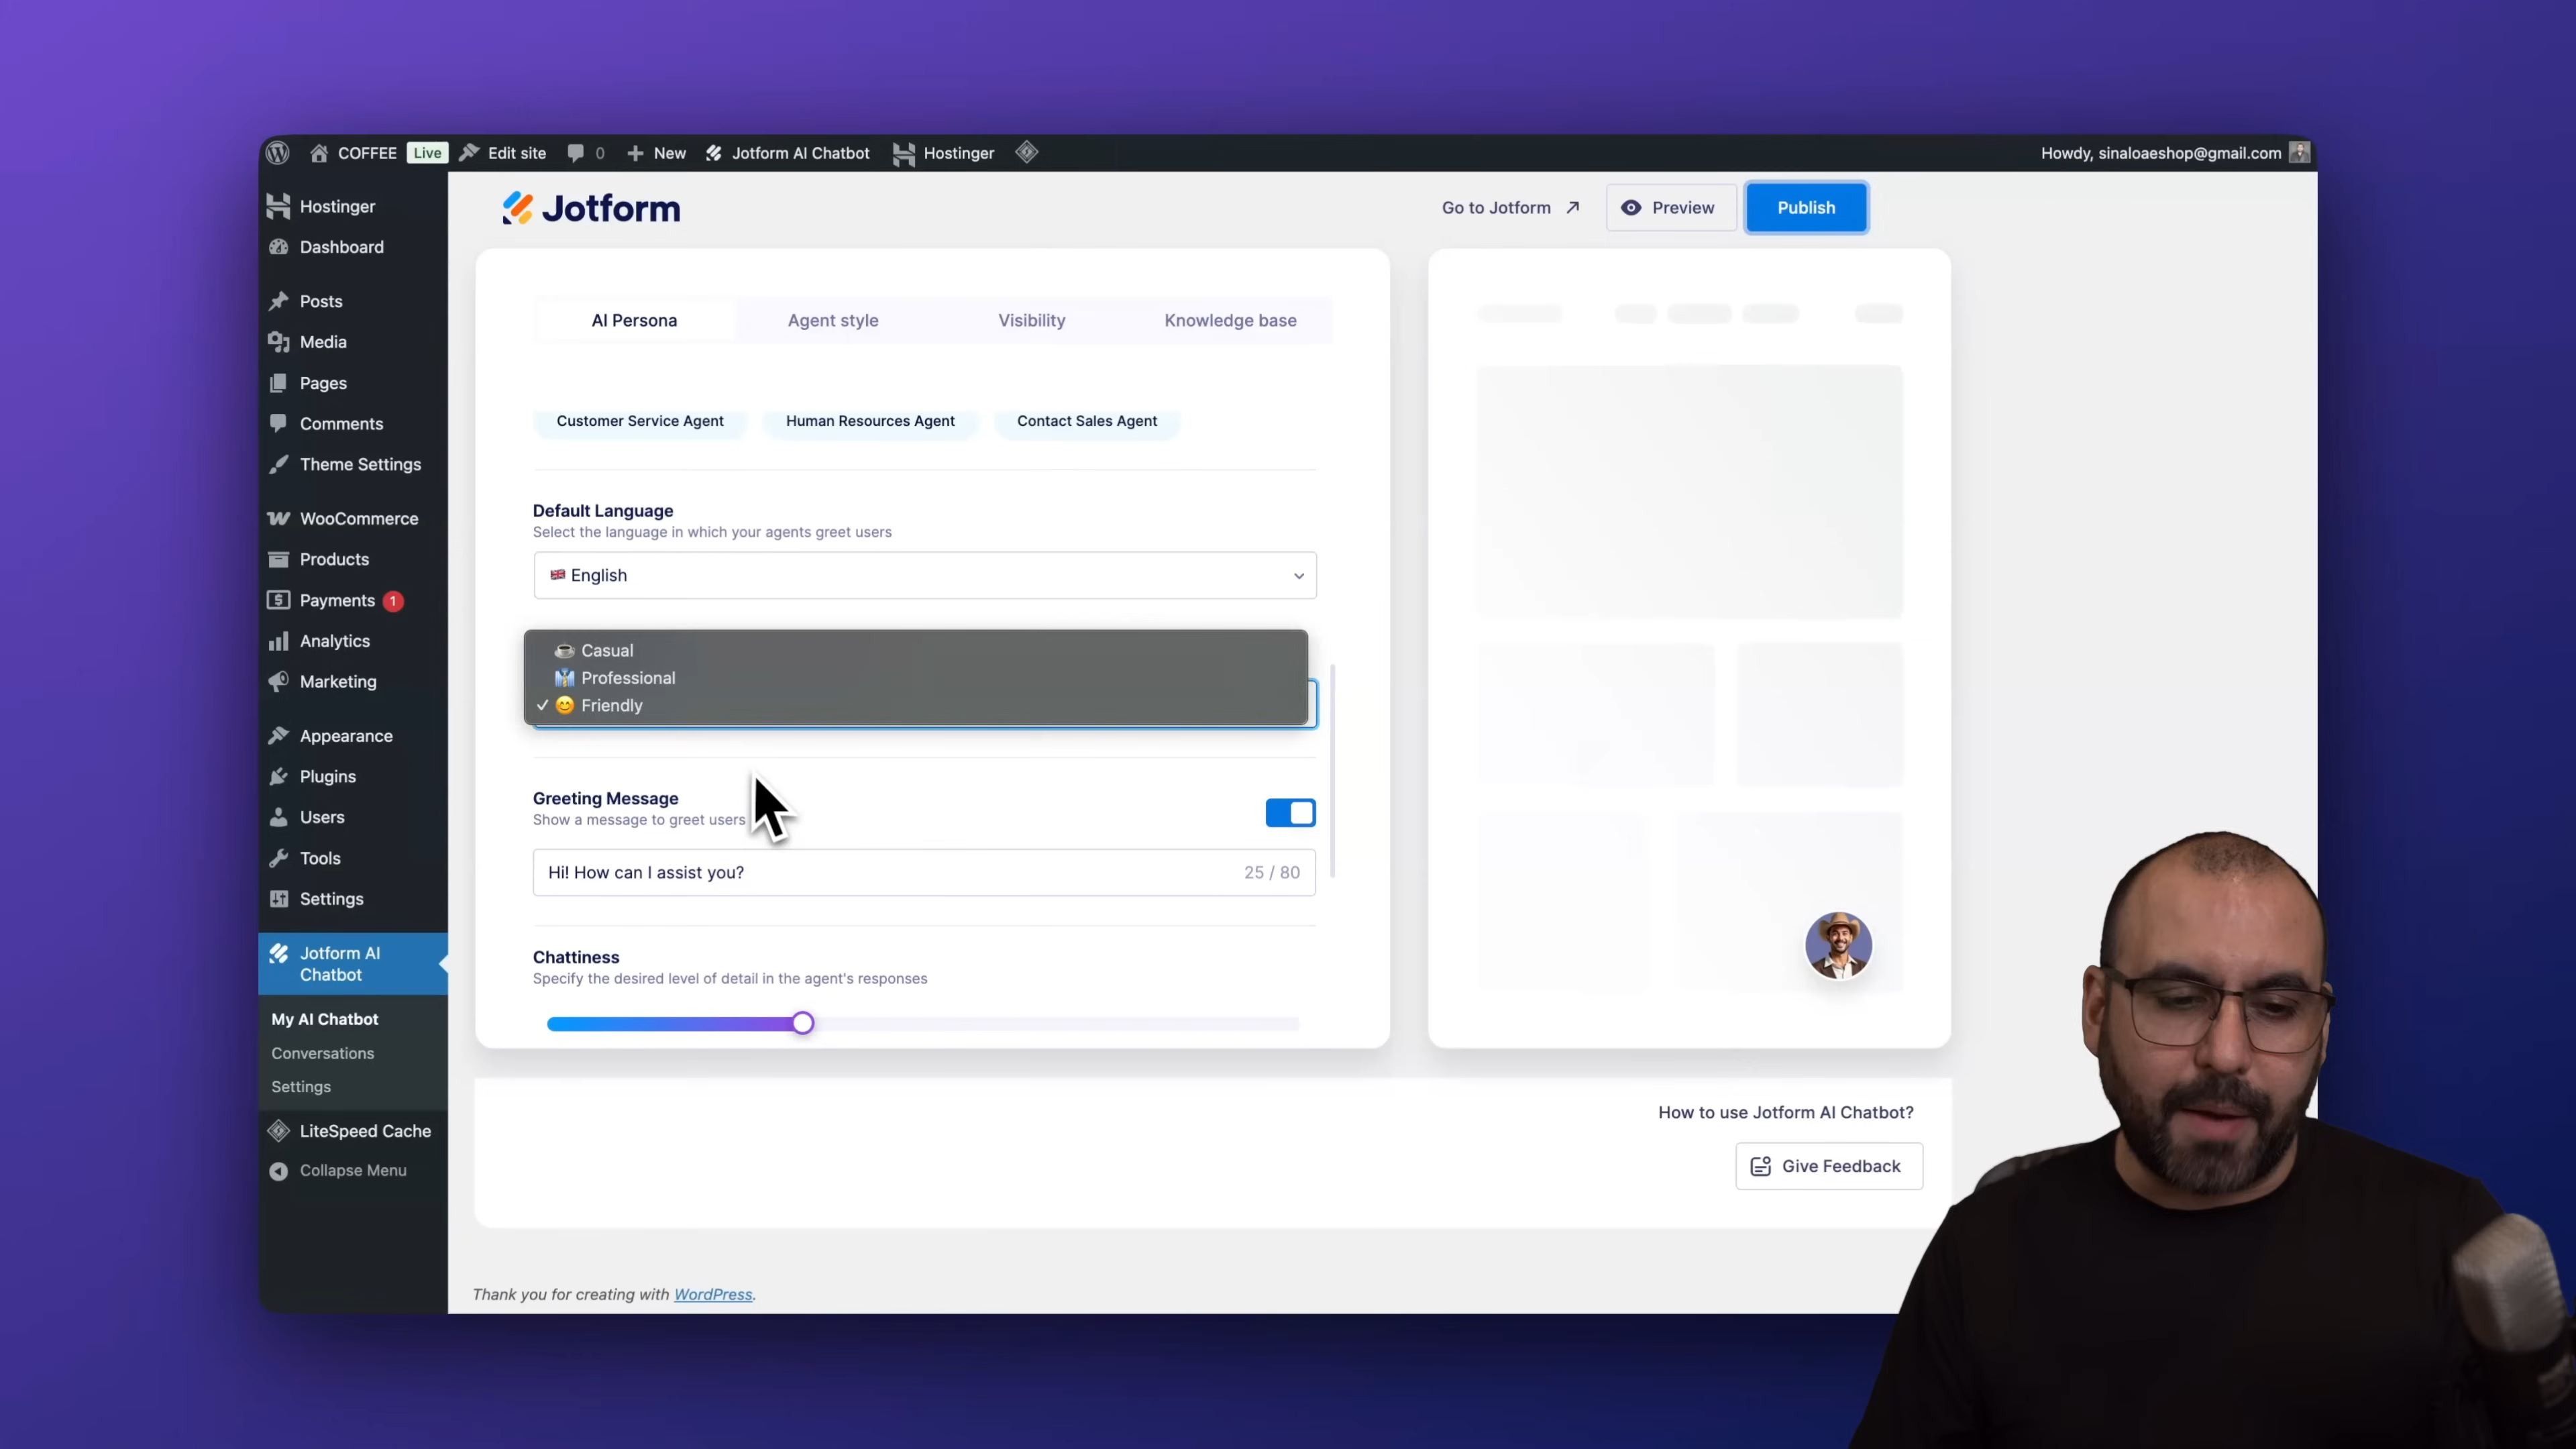 COFFEE Live Edit site 0 New Jotform AI Chatbot Hostinger Howdy, sinaloaeshop@gmail.com
Hostinger
Dashboard
Posts
Media
Pages
Comments
Theme Settings
WooCommerce
Products
Payments 1
Analytics
Marketing
Appearance
Plugins
Users
Tools
Settings
Jotform AI
Chatbot
My AI Chatbot
Conversations
Settings
LiteSpeed Cache
Collapse Menu
Jotform
Go to Jotform Preview Publish
AI Persona Agent style Visibility Knowledge base
Customer Service Agent Human Resources Agent Contact Sales Agent
Default Language
Select the language in which your agents greet users
English
Casual
Professional
Friendly
Greeting Message
Show a message to greet users
Hi! How can I assist you? 25 / 80
Chattiness
Specify the desired level of detail in the agent's responses
How to use Jotform AI Chatbot?
Give Feedback
Thank you for creating with WordPress.